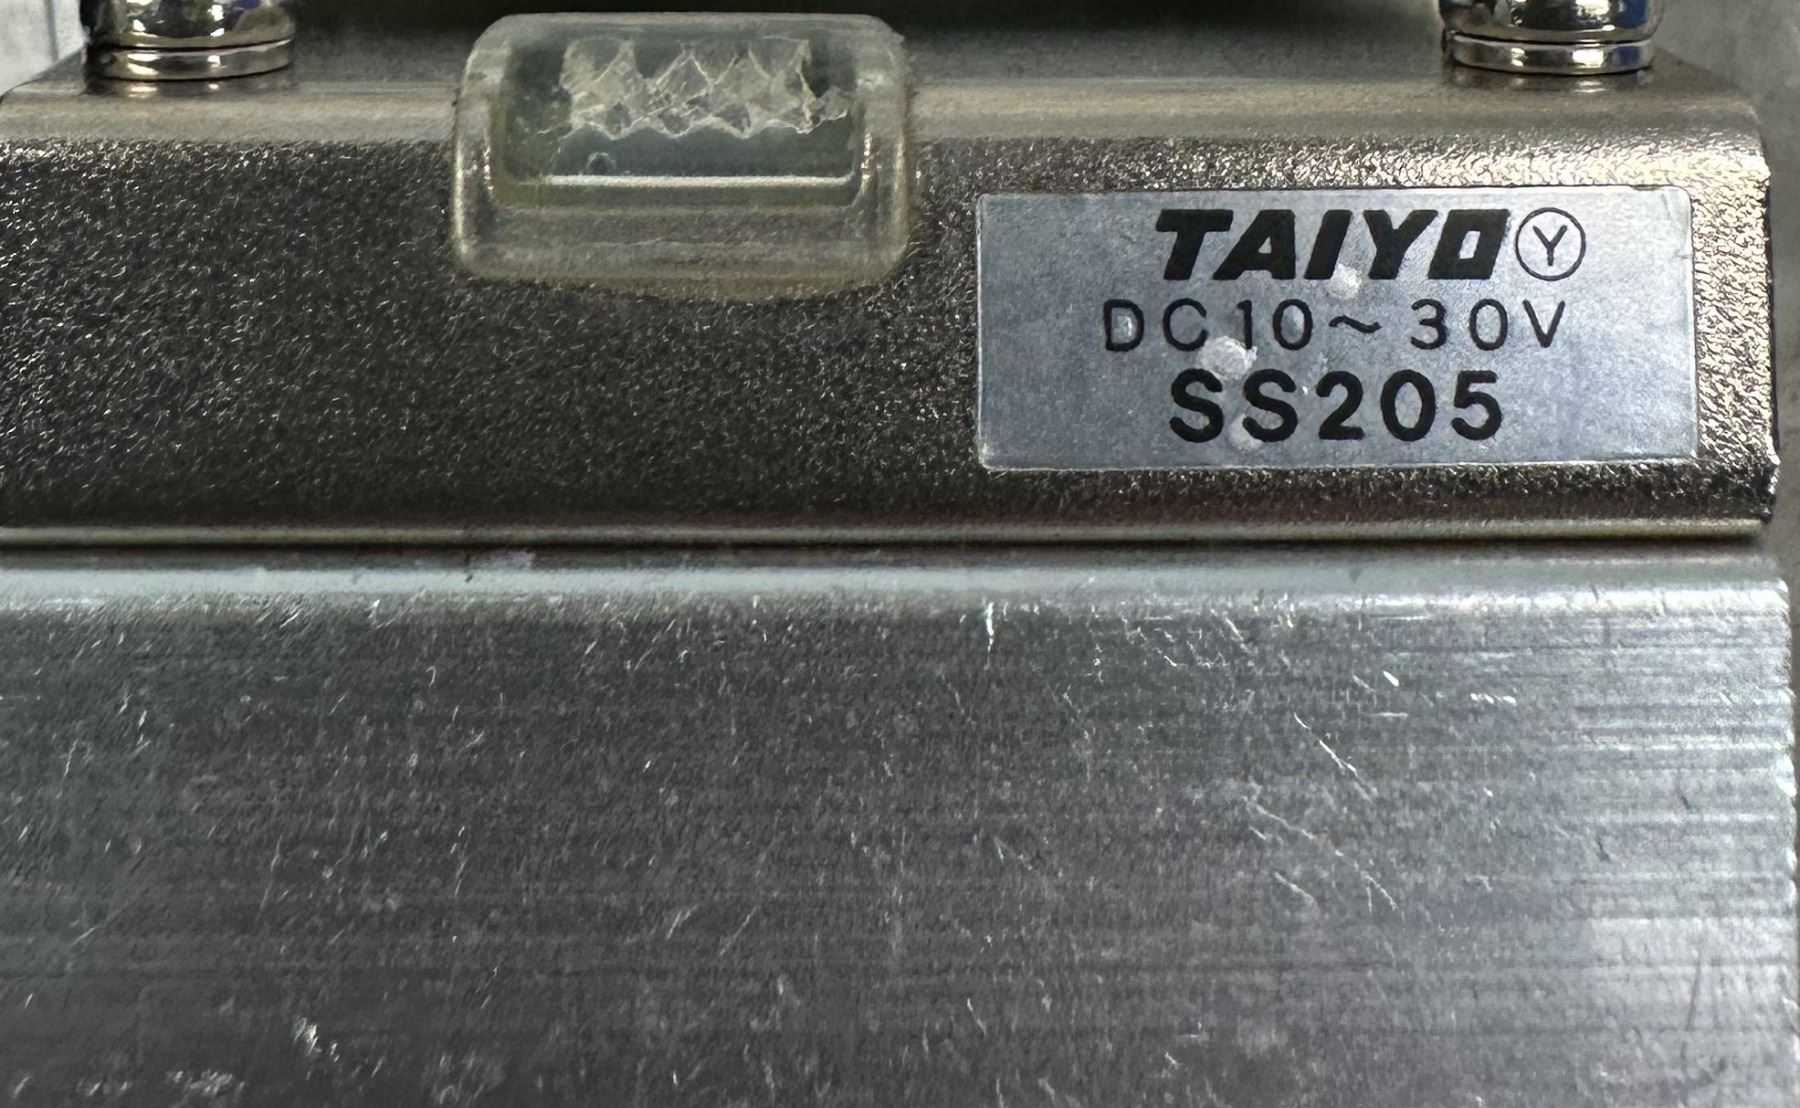 TAIYO Ⓨ
DC10～30V
SS205